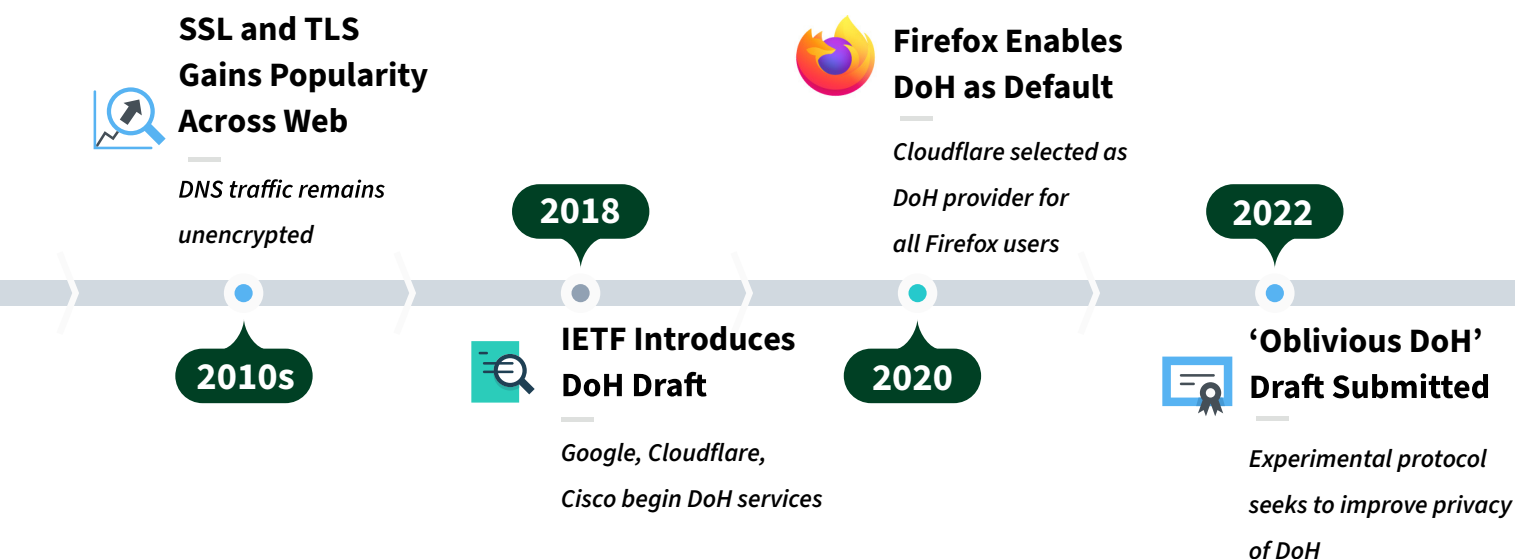 SSL and TLS
Gains Popularity
Across Web
DNS traffic remains
unencrypted
2010s
2018
IETF Introduces
DoH Draft
Google, Cloudflare,
Cisco begin DoH services
Firefox Enables
DoH as Default
Cloudflare selected as
DoH provider for
all Firefox users
2020
2022
‘Oblivious DoH’
Draft Submitted
Experimental protocol
seeks to improve privacy
of DoH